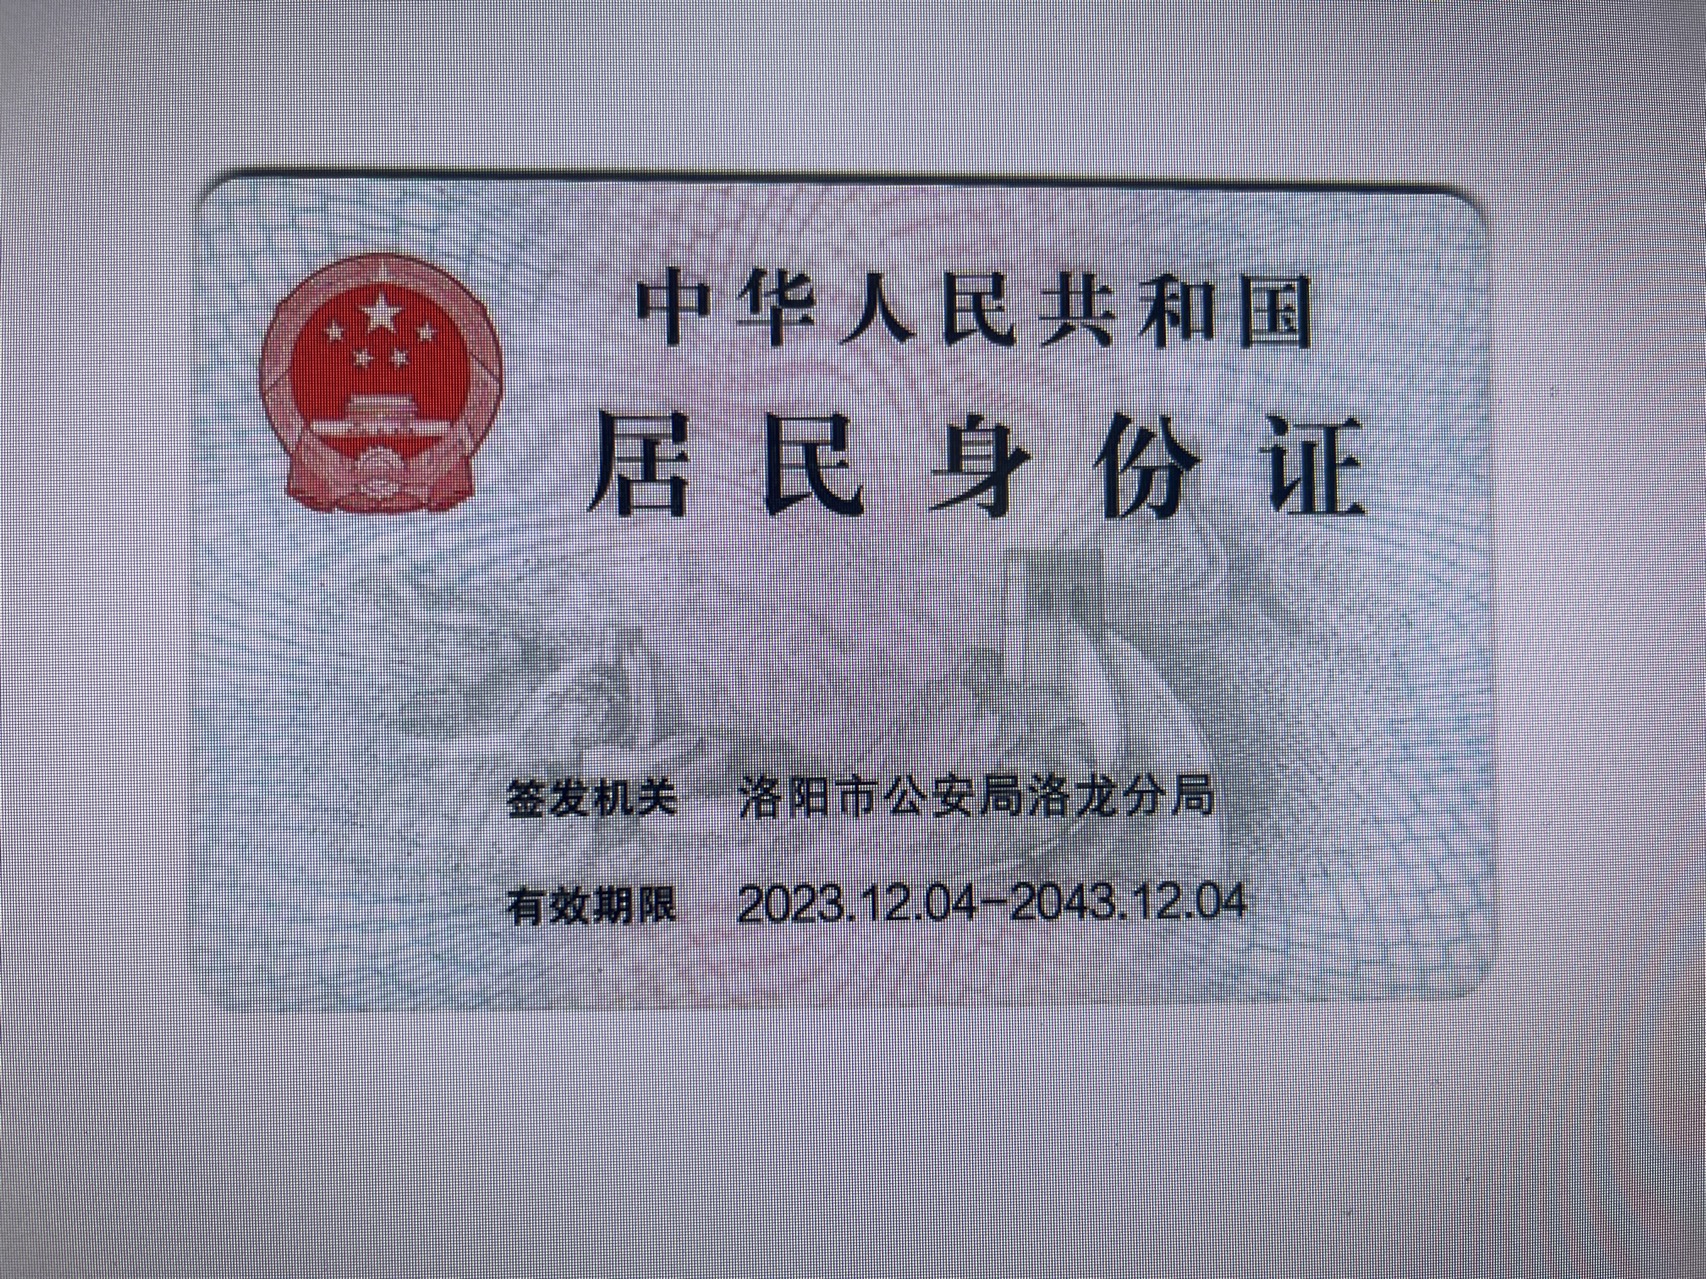 中华人民共和国
居民身份证
签发机关 洛阳市公安局洛龙分局
有效期限 2023.12.04-2043.12.04